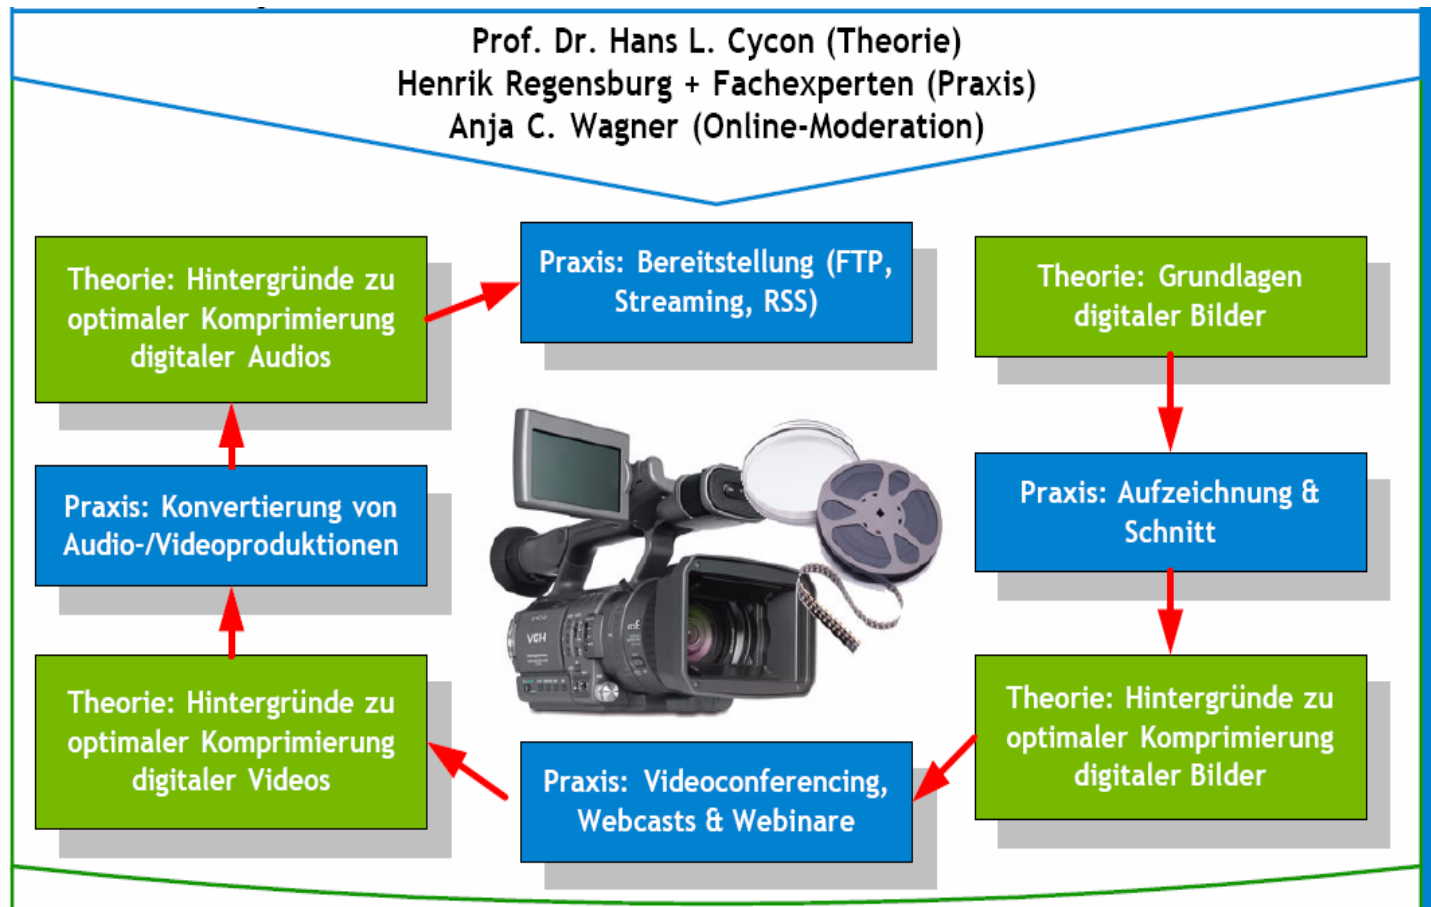 Prof. Dr. Hans L. Cycon (Theorie)
Henrik Regensburg + Fachexperten (Praxis)
Anja C. Wagner (Online-Moderation)
Theorie: Hintergründe zu
optimaler Komprimierung
digitaler Audios
Praxis: Bereitstellung (FTP,
Streaming, RSS)
Theorie: Grundlagen
digitaler Bilder
Praxis: Konvertierung von
Audio-/Videoproduktionen
Praxis: Aufzeichnung &
Schnitt
Theorie: Hintergründe zu
optimaler Komprimierung
digitaler Videos
Praxis: Videoconferencing,
Webcasts & Webinare
Theorie: Hintergründe zu
optimaler Komprimierung
digitaler Bilder